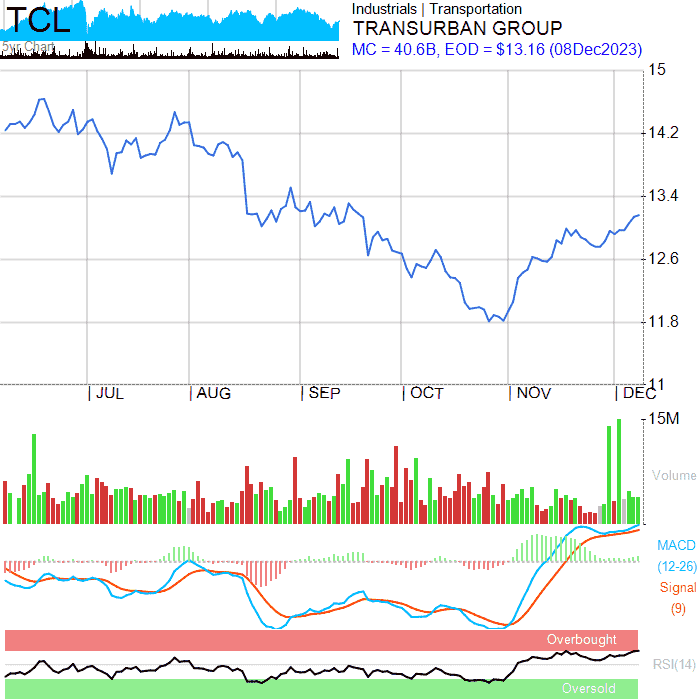 TCL
5yr Chart
Industrials | Transportation
TRANSURBAN GROUP
MC = 40.6B, EOD = $13.16 (08Dec2023)
15
14.2
13.4
12.6
11.8
11
JUL
AUG
SEP
OCT
NOV
DEC
15M
Volume
MACD
(12-26)
Signal
(9)
Overbought
RSI(14)
Oversold